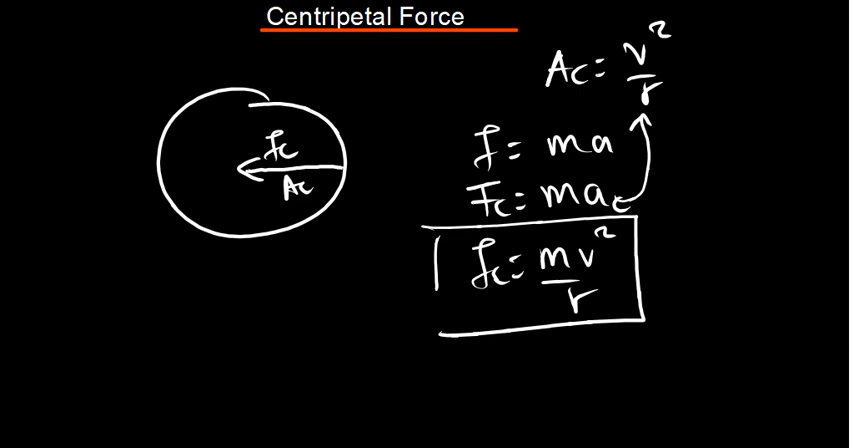 Centripetal Force
Ac = v²/r
fc
Ac
f = ma
Fc = mac
fc = mv²/r